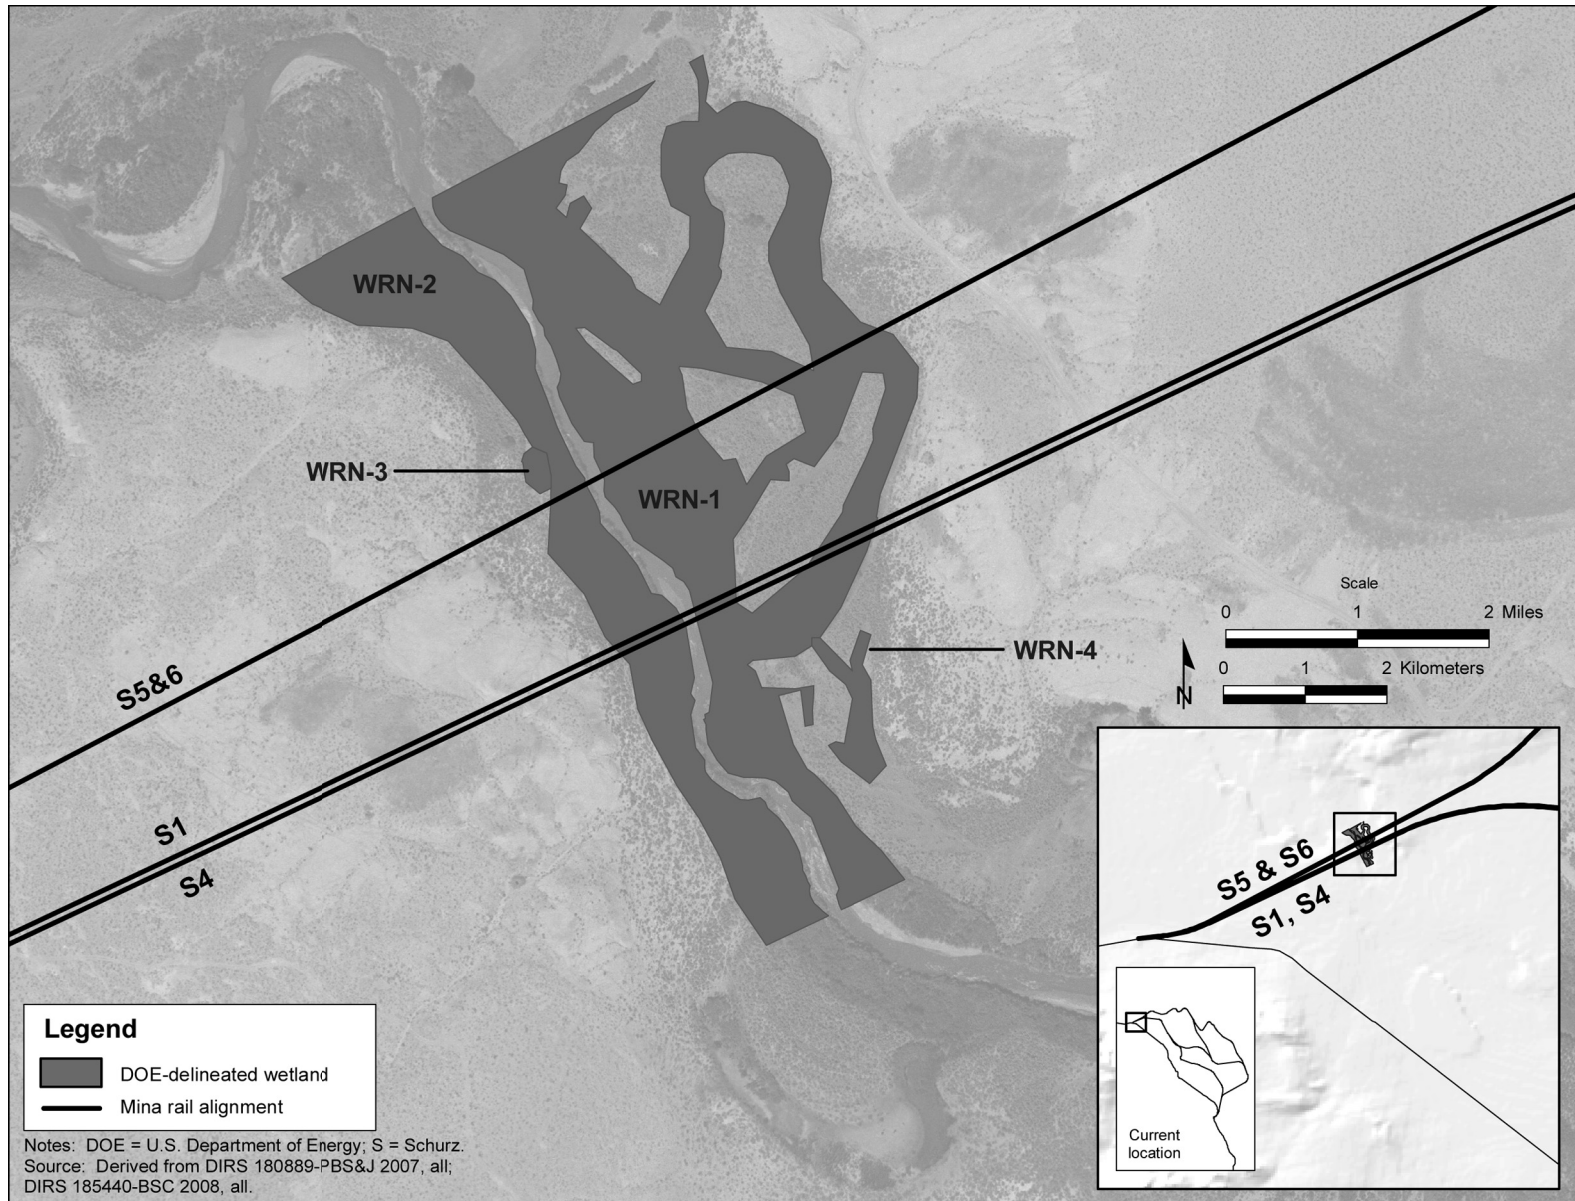 WRN-2
WRN-3
WRN-1
Scale
0 1 2 Miles
WRN-4
0 1 2 Kilometers
N
S5&6
S1
S4
S5 & S6
S1, S4
Current
location
Legend
DOE-delineated wetland
Mina rail alignment
Notes: DOE = U.S. Department of Energy; S = Schurz.
Source: Derived from DIRS 180889-PBS&J 2007, all;
DIRS 185440-BSC 2008, all.